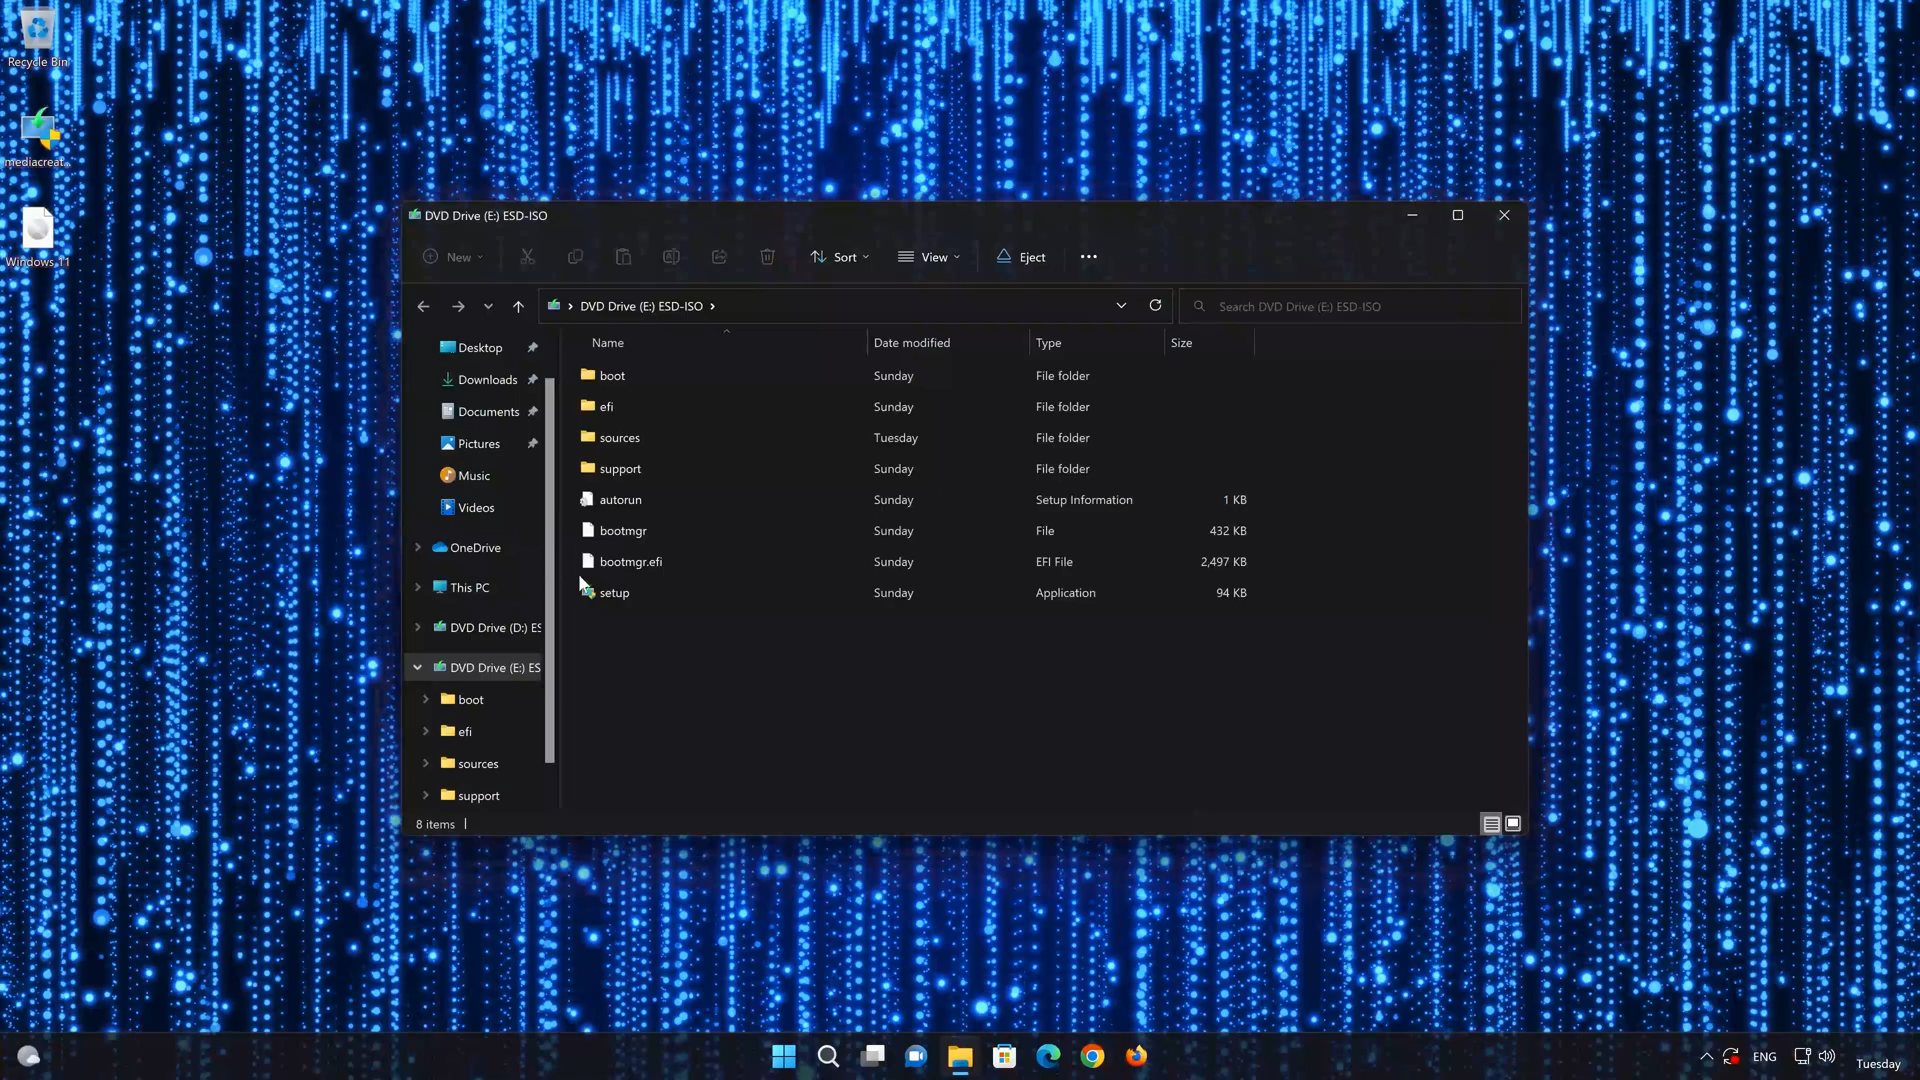 Recycle Bin
mediacreat...
Windows 11
DVD Drive (E:) ESD-ISO
New
Sort
View
Eject
DVD Drive (E:) ESD-ISO
Search DVD Drive (E:) ESD-ISO
Name Date modified Type Size
boot Sunday File folder
efi Sunday File folder
sources Tuesday File folder
support Sunday File folder
autorun Sunday Setup Information 1 KB
bootmgr Sunday File 432 KB
bootmgr.efi Sunday EFI File 2,497 KB
setup Sunday Application 94 KB
Desktop
Downloads
Documents
Pictures
Music
Videos
OneDrive
This PC
DVD Drive (D:) ES
DVD Drive (E:) ES
boot
efi
sources
support
8 items
ENG
Tuesday